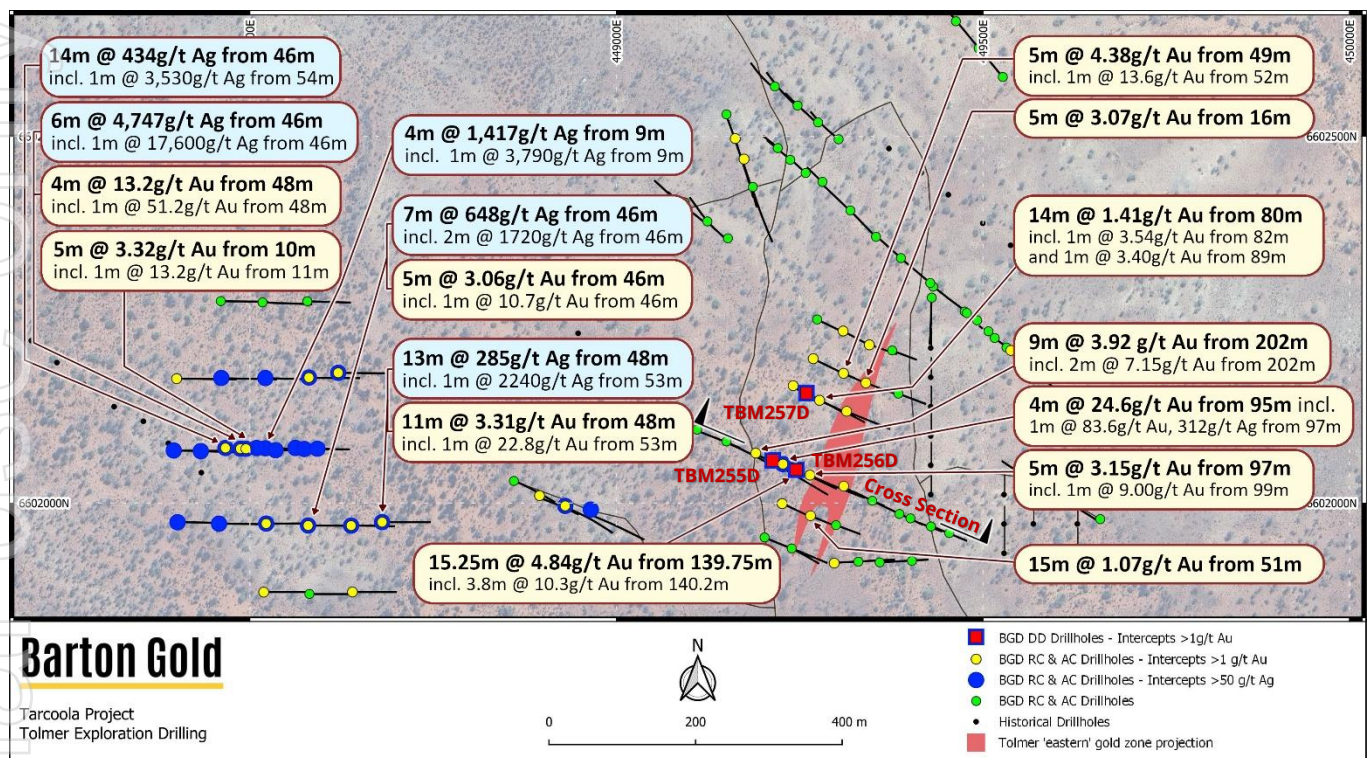 14m @ 434g/t Ag from 46m
incl. 1m @ 3,530g/t Ag from 54m
6m @ 4,747g/t Ag from 46m
incl. 1m @ 17,600g/t Ag from 46m
4m @ 13.2g/t Au from 48m
incl. 1m @ 51.2g/t Au from 48m
5m @ 3.32g/t Au from 10m
incl. 1m @ 13.2g/t Au from 11m
4m @ 1,417g/t Ag from 9m
incl. 1m @ 3,790g/t Ag from 9m
7m @ 648g/t Ag from 46m
incl. 2m @ 1720g/t Ag from 46m
5m @ 3.06g/t Au from 46m
incl. 1m @ 10.7g/t Au from 46m
13m @ 285g/t Ag from 48m
incl. 1m @ 2240g/t Ag from 53m
11m @ 3.31g/t Au from 48m
incl. 1m @ 22.8g/t Au from 53m
15.25m @ 4.84g/t Au from 139.75m
incl. 3.8m @ 10.3g/t Au from 140.2m
5m @ 4.38g/t Au from 49m
incl. 1m @ 13.6g/t Au from 52m
5m @ 3.07g/t Au from 16m
14m @ 1.41g/t Au from 80m
incl. 1m @ 3.54g/t Au from 82m
and 1m @ 3.40g/t Au from 89m
9m @ 3.92 g/t Au from 202m
incl. 2m @ 7.15g/t Au from 202m
4m @ 24.6g/t Au from 95m incl.
1m @ 83.6g/t Au, 312g/t Ag from 97m
5m @ 3.15g/t Au from 97m
incl. 1m @ 9.00g/t Au from 99m
15m @ 1.07g/t Au from 51m
TBM257D
TBM255D
TBM256D
Cross Section
6602500N
6602000N
6602000N
Barton Gold
Tarcoola Project
Tolmer Exploration Drilling
N
0
200
400 m
BGD DD Drillholes - Intercepts >1g/t Au
BGD RC & AC Drillholes - Intercepts >1 g/t Au
BGD RC & AC Drillholes - Intercepts >50 g/t Ag
BGD RC & AC Drillholes
Historical Drillholes
Tolmer 'eastern' gold zone projection